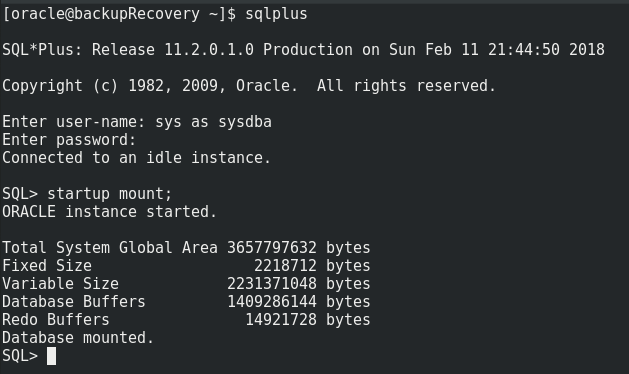 [oracle@backupRecovery ~]$ sqlplus
SQL*Plus: Release 11.2.0.1.0 Production on Sun Feb 11 21:44:50 2018
Copyright (c) 1982, 2009, Oracle.  All rights reserved.
Enter user-name: sys as sysdba
Enter password:
Connected to an idle instance.
SQL> startup mount;
ORACLE instance started.
Total System Global Area 3657797632 bytes
Fixed Size                  2218712 bytes
Variable Size            2231371048 bytes
Database Buffers         1409286144 bytes
Redo Buffers               14921728 bytes
Database mounted.
SQL>